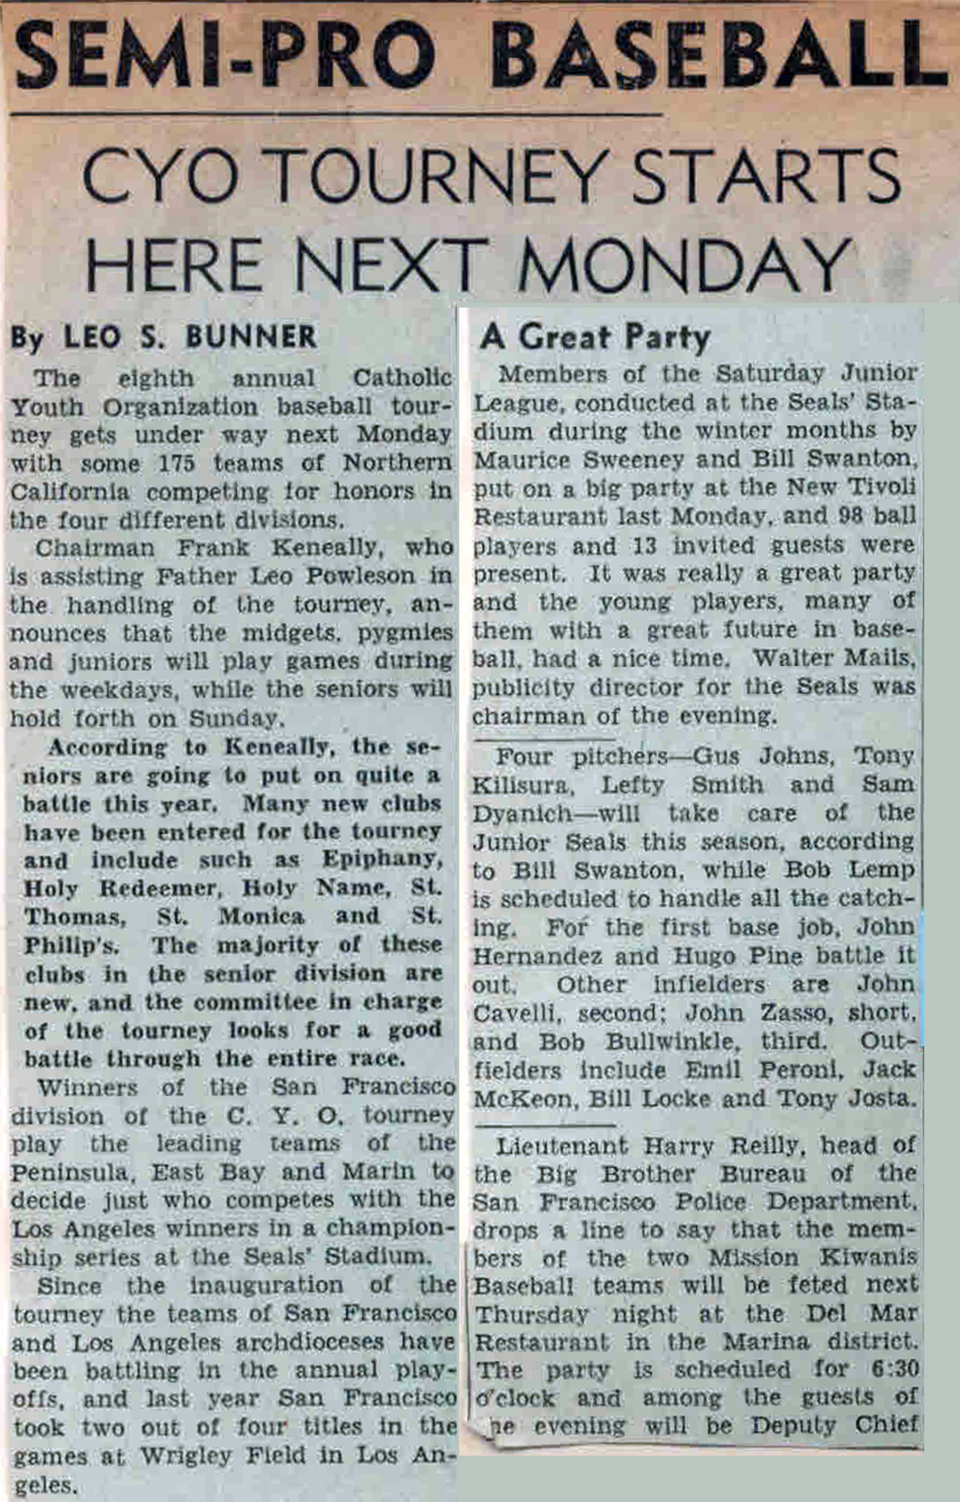 SEMI-PRO BASEBALL
CYO TOURNEY STARTS
HERE NEXT MONDAY
By LEO S. BUNNER
The eighth annual Catholic
Youth Organization baseball tour-
ney gets under way next Monday
with some 175 teams of Northern
California competing for honors in
the four different divisions.
Chairman Frank Keneally, who
is assisting Father Leo Powleson in
the handling of the tourney, an-
nounces that the midgets, pygmies
and juniors will play games during
the weekdays, while the seniors will
hold forth on Sunday.
According to Keneally, the se-
niors are going to put on quite a
battle this year. Many new clubs
have been entered for the tourney
and include such as Epiphany,
Holy Redeemer, Holy Name, St.
Thomas, St. Monica and St.
Philip's. The majority of these
clubs in the senior division are
new, and the committee in charge
of the tourney looks for a good
battle through the entire race.
Winners of the San Francisco
division of the C. Y. O. tourney
play the leading teams of the
Peninsula, East Bay and Marin to
decide just who competes with the
Los Angeles winners in a champion-
ship series at the Seals' Stadium.
Since the inauguration of the
tourney the teams of San Francisco
and Los Angeles archdioceses have
been battling in the annual play-
offs, and last year San Francisco
took two out of four titles in the
games at Wrigley Field in Los An-
geles.
A Great Party
Members of the Saturday Junior
League, conducted at the Seals' Sta-
dium during the winter months by
Maurice Sweeney and Bill Swanton,
put on a big party at the New Tivoli
Restaurant last Monday, and 98 ball
players and 13 invited guests were
present. It was really a great party
and the young players, many of
them with a great future in base-
ball, had a nice time. Walter Mails,
publicity director for the Seals was
chairman of the evening.
Four pitchers—Gus Johns, Tony
Kilisura, Lefty Smith and Sam
Dyanich—will take care of the
Junior Seals this season, according
to Bill Swanton, while Bob Lemp
is scheduled to handle all the catch-
ing. For the first base job, John
Hernandez and Hugo Pine battle it
out. Other infielders are John
Cavelli, second; John Zasso, short,
and Bob Bullwinkle, third. Out-
fielders include Emil Peroni, Jack
McKeon, Bill Locke and Tony Josta.
Lieutenant Harry Reilly, head of
the Big Brother Bureau of the
San Francisco Police Department,
drops a line to say that the mem-
bers of the two Mission Kiwanis
Baseball teams will be feted next
Thursday night at the Del Mar
Restaurant in the Marina district.
The party is scheduled for 6:30
o'clock and among the guests of
he evening will be Deputy Chief